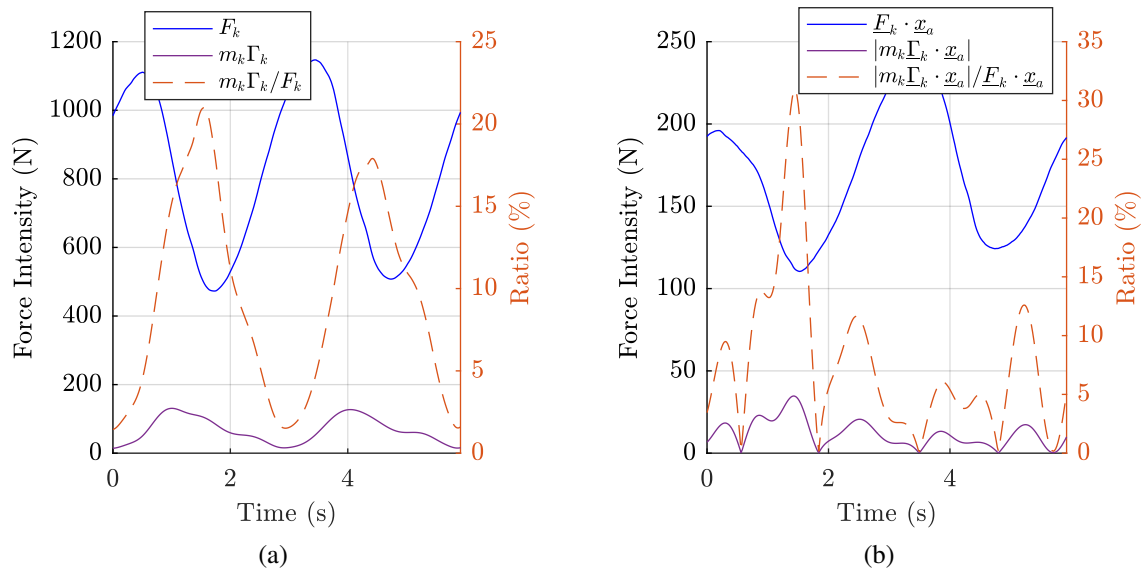 F_k
m_kΓ_k
m_kΓ_k/F_k
1200
1000
800
600
400
200
0
Force Intensity (N)
25
20
15
10
5
0
Ratio (%)
0 2 4
Time (s)
(a)
F_k · x_a
|m_kΓ_k · x_a|
|m_kΓ_k · x_a|/F_k · x_a
250
200
150
100
50
0
Force Intensity (N)
35
30
25
20
15
10
5
0
Ratio (%)
0 2 4
Time (s)
(b)